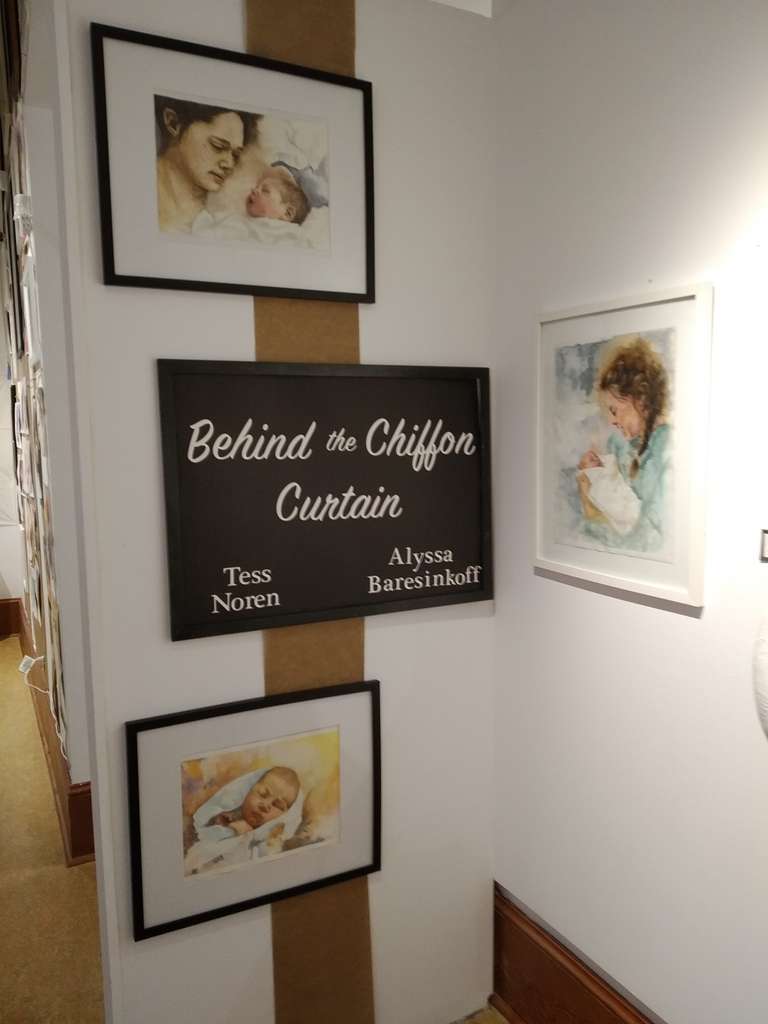 Behind the Chiffon
Curtain
Tess
Noren
Alyssa
Baresinkoff